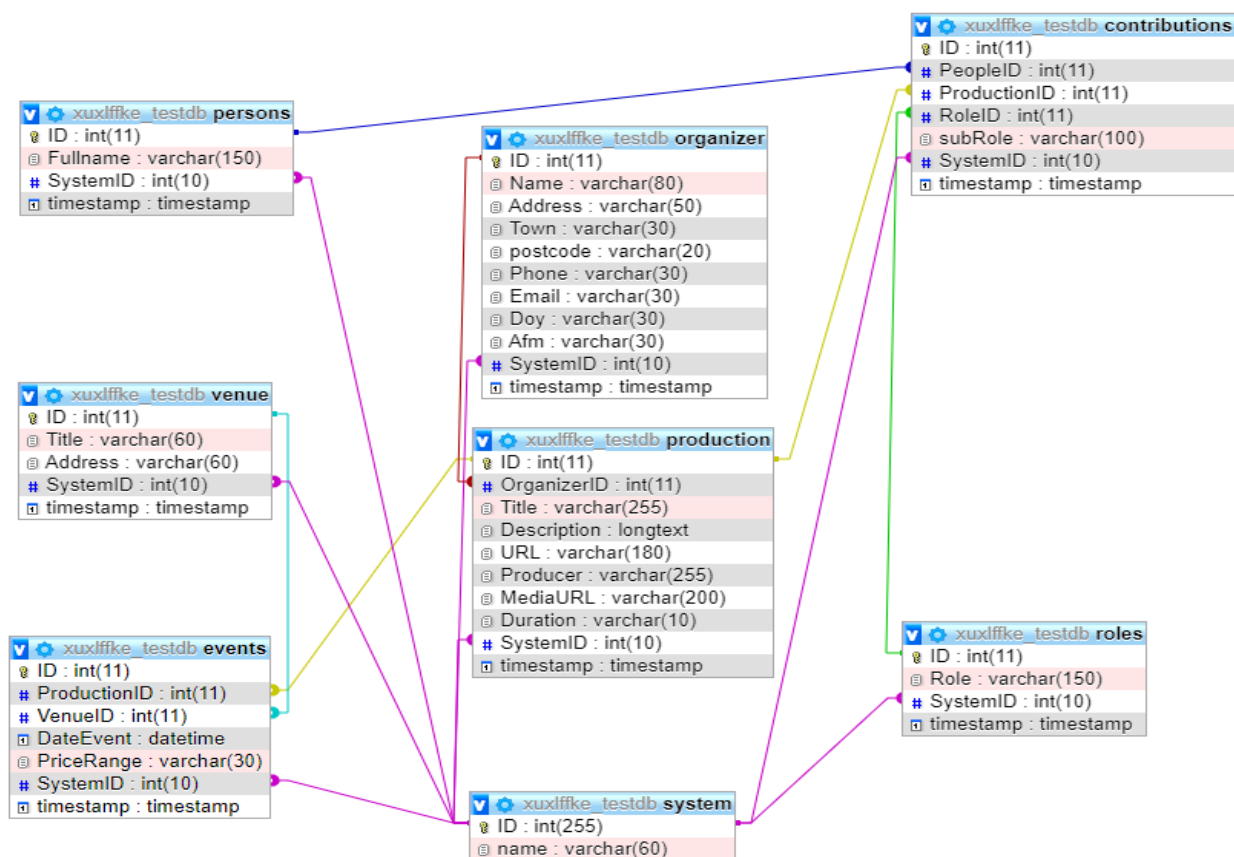 xuxlffke_testdb contributions
ID : int(11)
PeopleID : int(11)
ProductionID : int(11)
RoleID : int(11)
subRole : varchar(100)
SystemID : int(10)
timestamp : timestamp
xuxlffke_testdb persons
ID : int(11)
Fullname : varchar(150)
SystemID : int(10)
timestamp : timestamp
xuxlffke_testdb organizer
ID : int(11)
Name : varchar(80)
Address : varchar(50)
Town : varchar(30)
postcode : varchar(20)
Phone : varchar(30)
Email : varchar(30)
Doy : varchar(30)
Afm : varchar(30)
SystemID : int(10)
timestamp : timestamp
xuxlffke_testdb venue
ID : int(11)
Title : varchar(60)
Address : varchar(60)
SystemID : int(10)
timestamp : timestamp
xuxlffke_testdb production
ID : int(11)
OrganizerID : int(11)
Title : varchar(255)
Description : longtext
URL : varchar(180)
Producer : varchar(255)
MediaURL : varchar(200)
Duration : varchar(10)
SystemID : int(10)
timestamp : timestamp
xuxlffke_testdb events
ID : int(11)
ProductionID : int(11)
VenueID : int(11)
DateEvent : datetime
PriceRange : varchar(30)
SystemID : int(10)
timestamp : timestamp
xuxlffke_testdb roles
ID : int(11)
Role : varchar(150)
SystemID : int(10)
timestamp : timestamp
xuxlffke_testdb system
ID : int(255)
name : varchar(60)